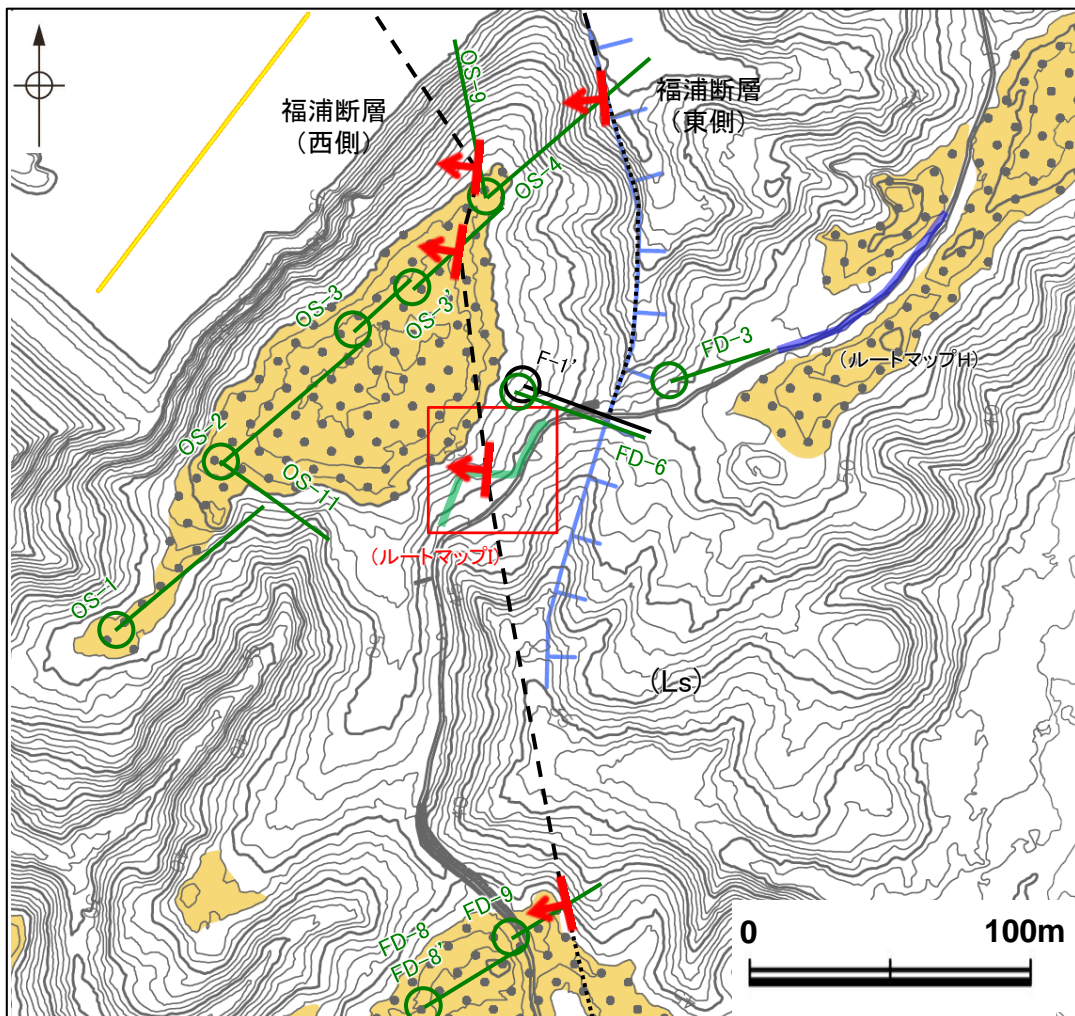 OS-9
福浦断層
(西側)
福浦断層
(東側)
OS-4
OS-3
OS-3'
FD-3
(ルートマップH)
F-1'
FD-6
OS-2
OS-11
(ルートマップI)
OS-1
(Ls)
FD-9
FD-8
FD-8'
0
100m